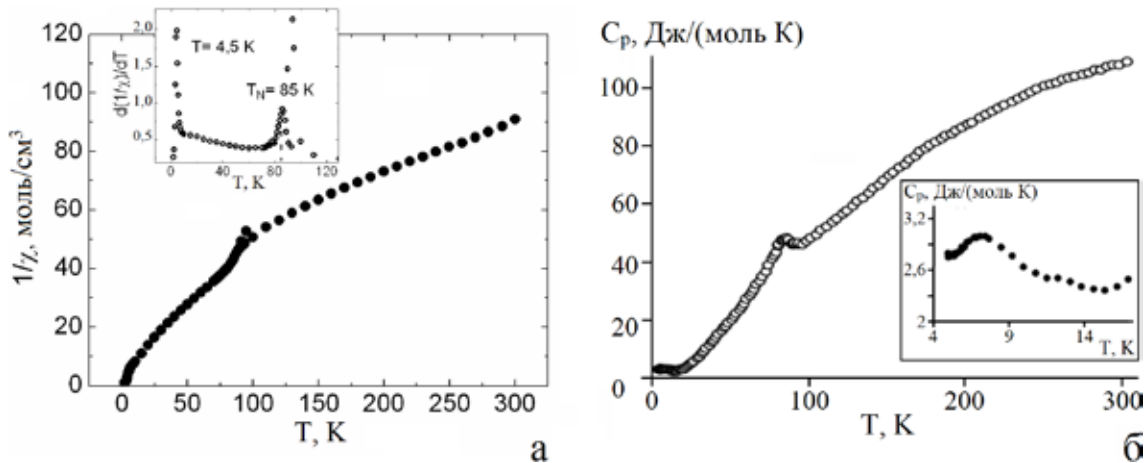 120
100
80
60
40
20
0
1/χ, моль/см³
0 50 100 150 200 250 300
T, K
а
2,0
1,5
1,0
0,5
d(1/χ)/dT
T= 4,5 K
T_N= 85 K
0 40 80 120
T, K
C_p, Дж/(моль K)
100
80
60
40
20
0
0 100 200 300
T, K
б
C_p, Дж/(моль K)
3,2
2,6
2
4 9 14
T, K